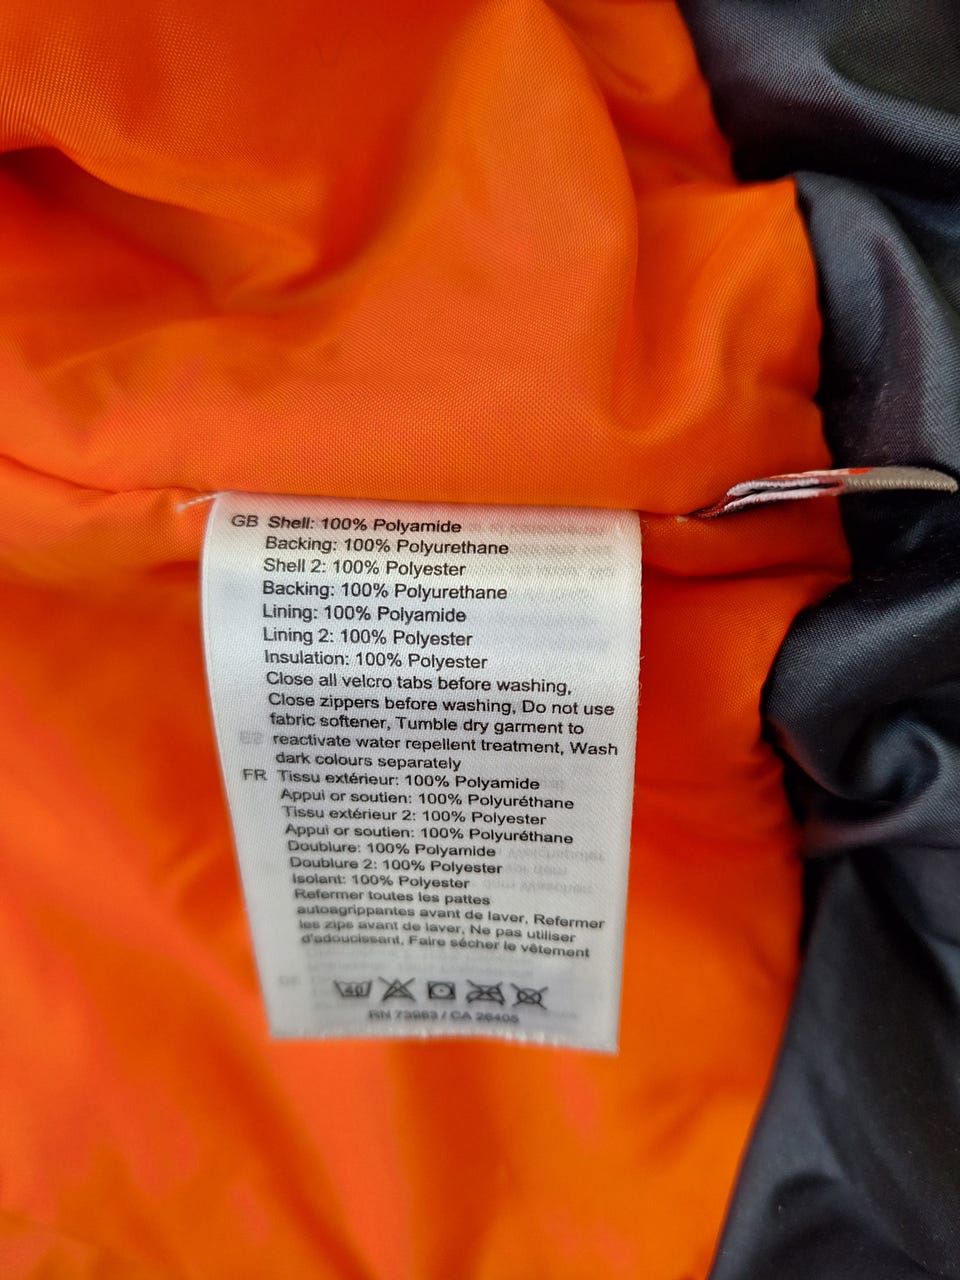 GB Shell: 100% Polyamide
Backing: 100% Polyurethane
Shell 2: 100% Polyester
Backing: 100% Polyurethane
Lining: 100% Polyamide
Lining 2: 100% Polyester
Insulation: 100% Polyester
Close all velcro tabs before washing,
Close zippers before washing, Do not use
fabric softener, Tumble dry garment to
reactivate water repellent treatment, Wash
dark colours separately
FR Tissu extérieur: 100% Polyamide
Appui or soutien: 100% Polyuréthane
Tissu extérieur 2: 100% Polyester
Appui or soutien: 100% Polyuréthane
Doublure: 100% Polyamide
Doublure 2: 100% Polyester
Isolant: 100% Polyester
Refermer toutes les pattes
autoagrippantes avant de laver, Refermer
les zips avant de laver, Ne pas utiliser
d'adoucissant, Faire sécher le vêtement
40
RN 73983 / CA 26405